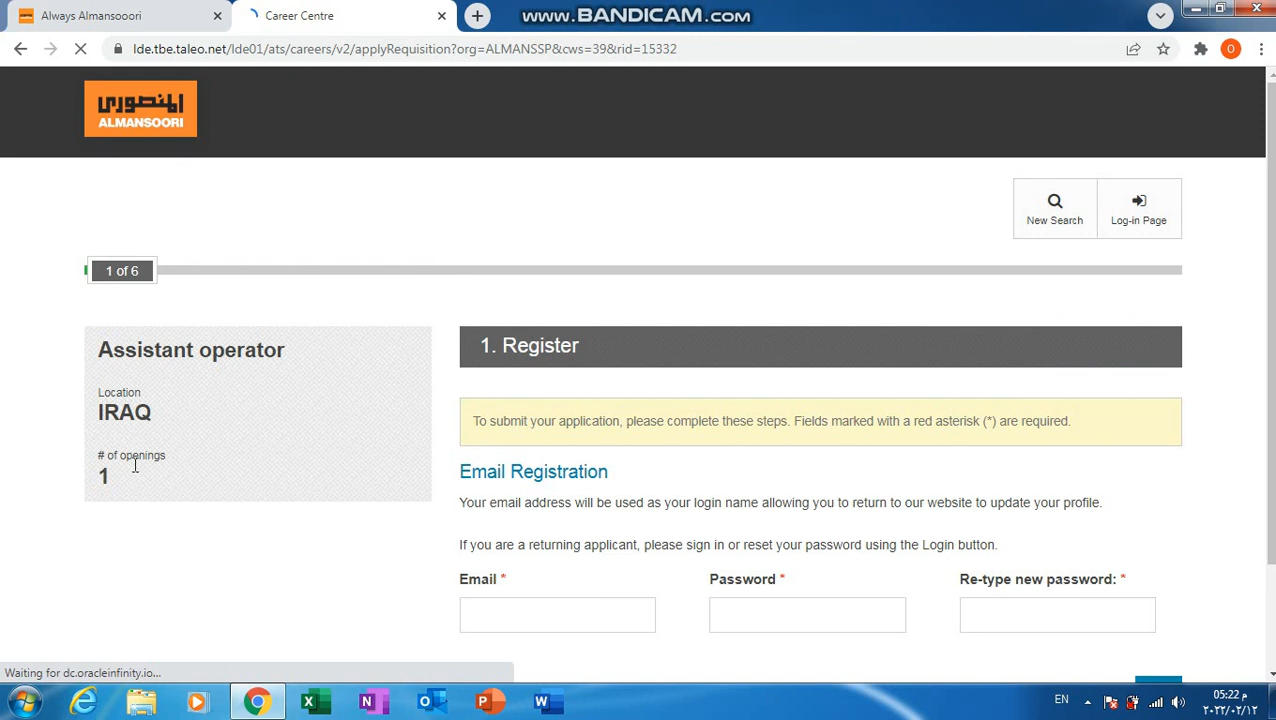 Always Almansoori
Career Centre
www.BANDICAM.com
lde.tbe.taleo.net/lde01/ats/careers/v2/applyRequisition?org=ALMANSSP&cws=39&rid=15332
O
المنصوري
ALMANSOORI
New Search
Log-in Page
1 of 6
Assistant operator
Location
IRAQ
# of openings
1
1. Register
To submit your application, please complete these steps. Fields marked with a red asterisk (*) are required.
Email Registration
Your email address will be used as your login name allowing you to return to our website to update your profile.
If you are a returning applicant, please sign in or reset your password using the Login button.
Email *
Password *
Re-type new password: *
Waiting for dc.oracleinfinity.io...
EN
05:22 م
٢٠٢٢/٠٢/١٢